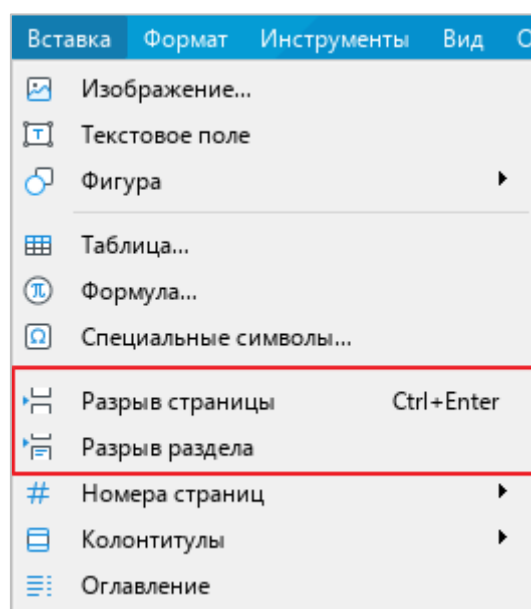 Вставка Формат Инструменты Вид
Изображение...
Текстовое поле
Фигура
Таблица...
Формула...
Специальные символы...
Разрыв страницы Ctrl+Enter
Разрыв раздела
Номера страниц
Колонтитулы
Оглавление